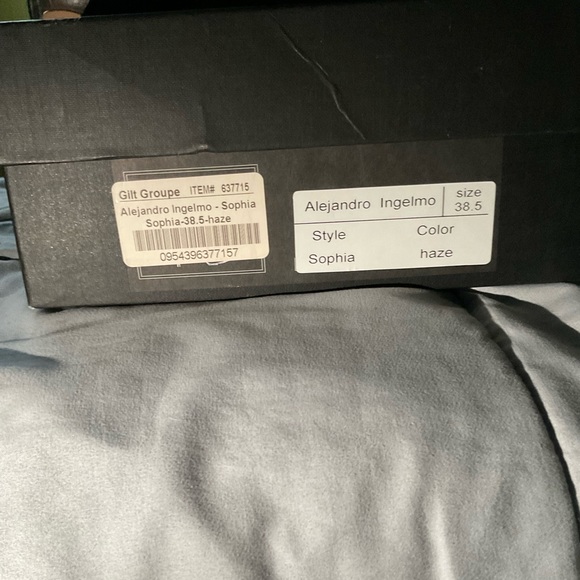 Gilt Groupe ITEM# 637715
Alejandro Ingelmo - Sophia
Sophia-38.5-haze
0954396377157
Alejandro Ingelmo
size
38.5
Style Color
Sophia haze